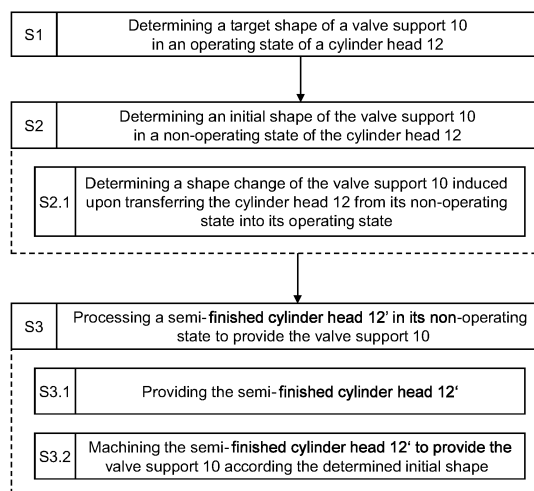 S1
Determining a target shape of a valve support 10
in an operating state of a cylinder head 12
S2
Determining an initial shape of the valve support 10
in a non-operating state of the cylinder head 12
S2.1
Determining a shape change of the valve support 10 induced
upon transferring the cylinder head 12 from its non-operating
state into its operating state
S3
Processing a semi-finished cylinder head 12' in its non-operating
state to provide the valve support 10
S3.1
Providing the semi-finished cylinder head 12‘
S3.2
Machining the semi-finished cylinder head 12‘ to provide the
valve support 10 according the determined initial shape